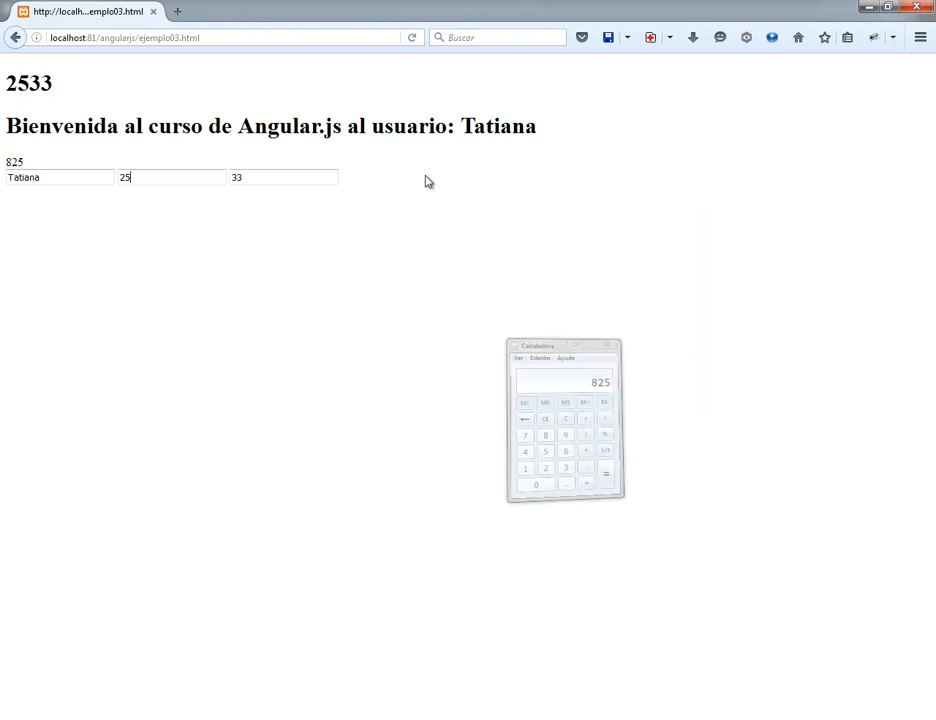 http://localh...emplo03.html
localhost:81/angularjs/ejemplo03.html
Buscar
2533
Bienvenida al curso de Angular.js al usuario: Tatiana
825
Tatiana 25 33
Calculadora
Ver Edición Ayuda
825
MC MR MS M+ M-
← CE C
7 8 9 / %
4 5 6 * 1/x
1 2 3 - =
0 . +